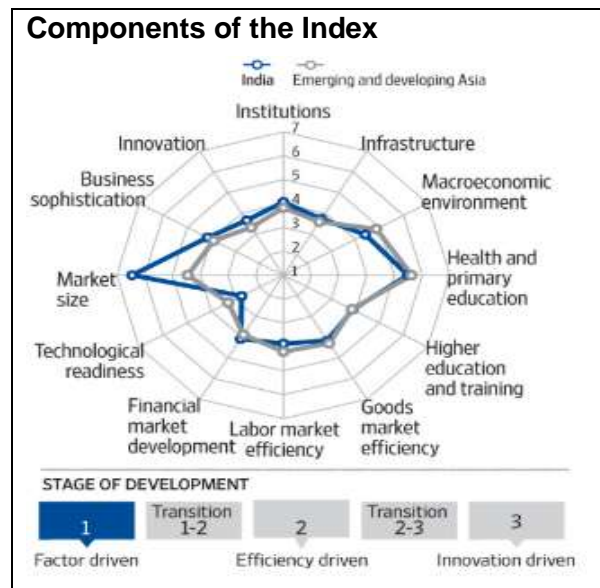 Components of the Index
India
Emerging and developing Asia
Institutions
Innovation
Infrastructure
Business
sophistication
Macroeconomic
environment
Market
size
Health and
primary
education
Technological
readiness
Higher
education
and training
Financial
market
development
Labor market
efficiency
Goods
market
efficiency
7
6
5
4
3
2
1
STAGE OF DEVELOPMENT
1
Transition
1-2
2
Transition
2-3
3
Factor driven
Efficiency driven
Innovation driven